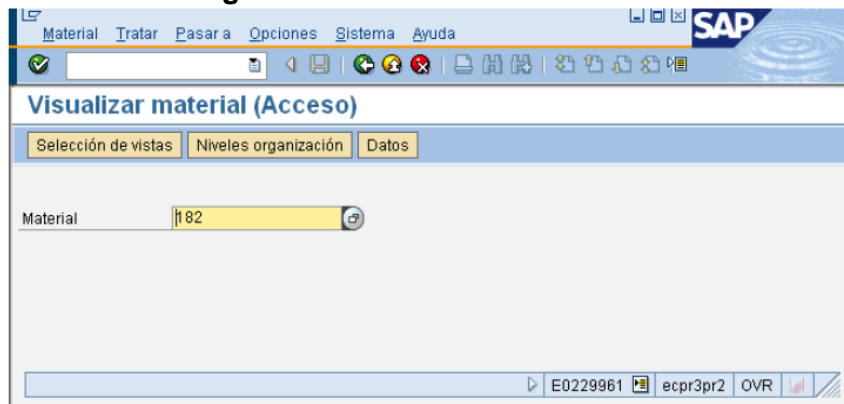 Material Tratar Pasar a Opciones Sistema Ayuda
SAP
Visualizar material (Acceso)
Selección de vistas Niveles organización Datos
Material 182
E0229961 ecpr3pr2 OVR